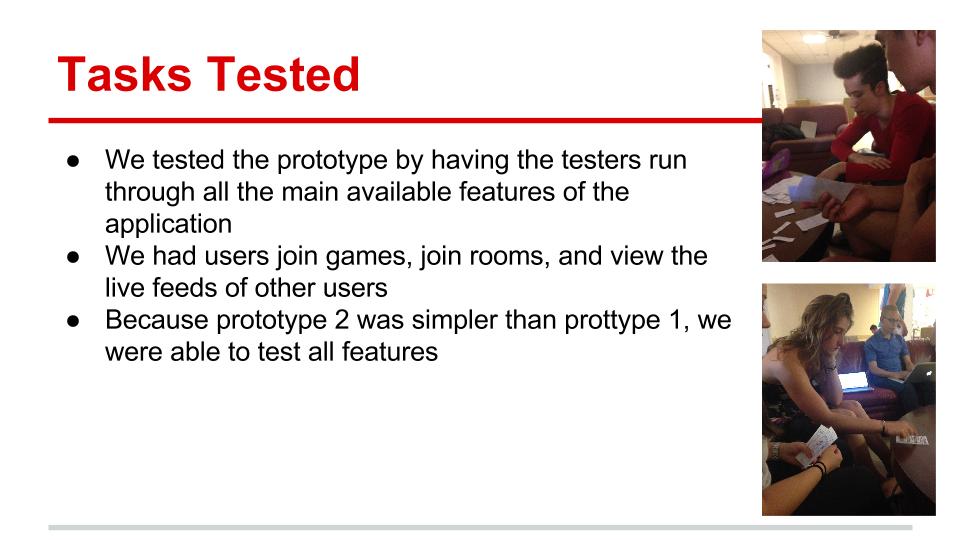 Tasks Tested
● We tested the prototype by having the testers run
through all the main available features of the
application
● We had users join games, join rooms, and view the
live feeds of other users
● Because prototype 2 was simpler than prottype 1, we
were able to test all features